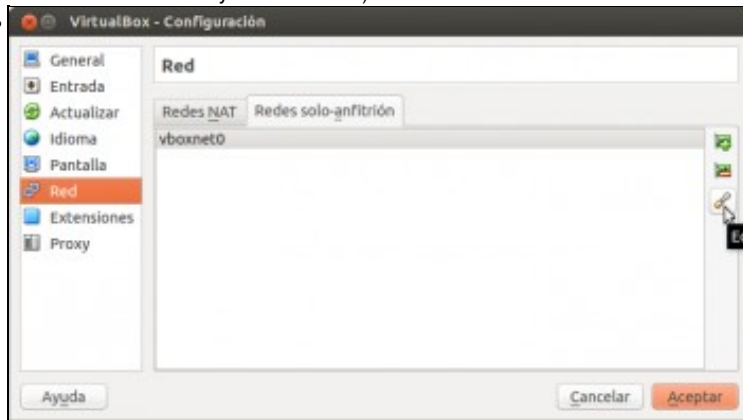 VirtualBox - Configuración
General
Entrada
Actualizar
Idioma
Pantalla
Red
Extensiones
Proxy
Red
Redes NAT Redes solo-anfitrión
vboxnet0
Ayuda
Cancelar Aceptar